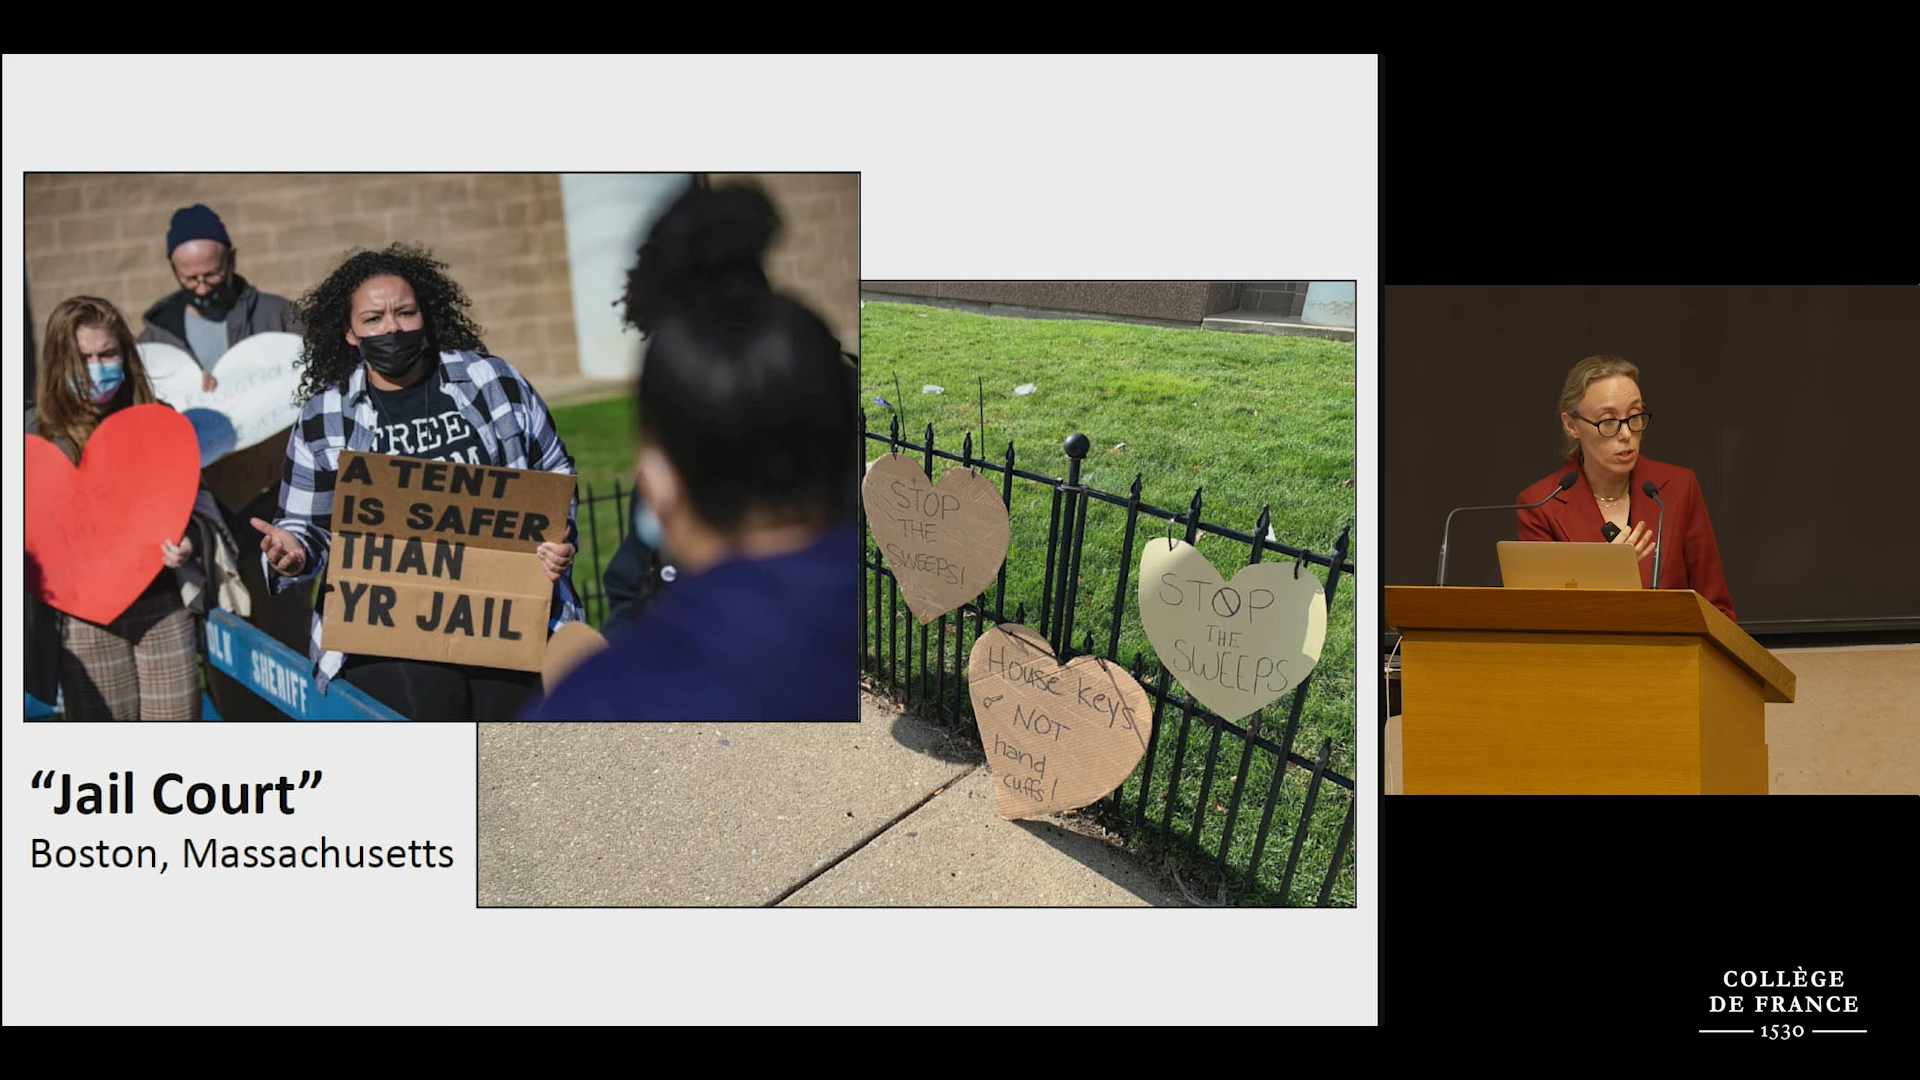 FREE
A TENT
IS SAFER
THAN
YR JAIL
SHERIFF
STOP
THE
SWEEPS!
STOP
THE
SWEEPS
House keys
NOT
hand
cuffs!
“Jail Court”
Boston, Massachusetts
COLLÈGE
DE FRANCE
1530